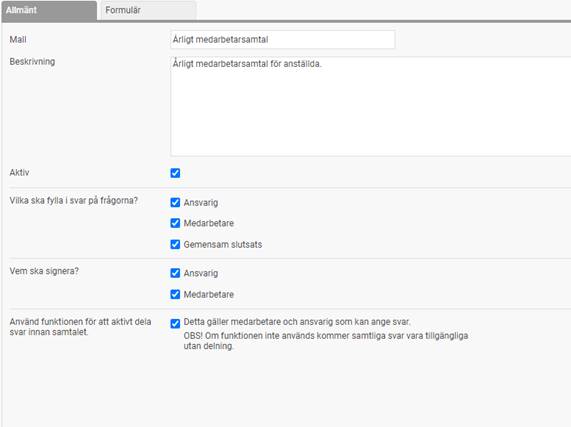 Allmänt
Formulär
Mall
Årligt medarbetarsamtal
Beskrivning
Årligt medarbetarsamtal för anställda.
Aktiv
Vilka ska fylla i svar på frågorna?
Ansvarig
Medarbetare
Gemensam slutsats
Vem ska signera?
Ansvarig
Medarbetare
Använd funktionen för att aktivt dela
svar innan samtalet.
Detta gäller medarbetare och ansvarig som kan ange svar.
OBS! Om funktionen inte används kommer samtliga svar vara tillgängliga
utan delning.